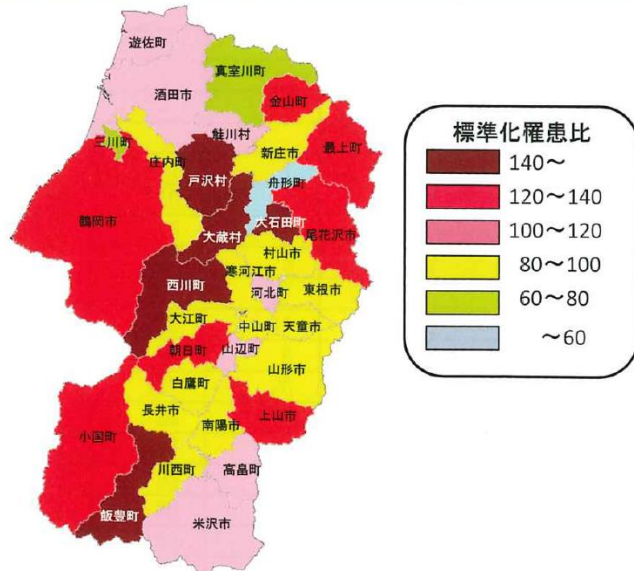 遊佐町
真室川町
酒田市
金山町
鮭川村
最上町
三川町
庄内町
新庄市
戸沢村
舟形町
鶴岡市
大蔵村
大石田町
尾花沢市
村山市
西川町
寒河江市
河北町
東根市
大江町
中山町
天童市
朝日町
山辺町
山形市
白鷹町
長井市
小国町
南陽市
上山市
川西町
高畠町
飯豊町
米沢市
標準化罹患比
140～
120～140
100～120
80～100
60～80
～60